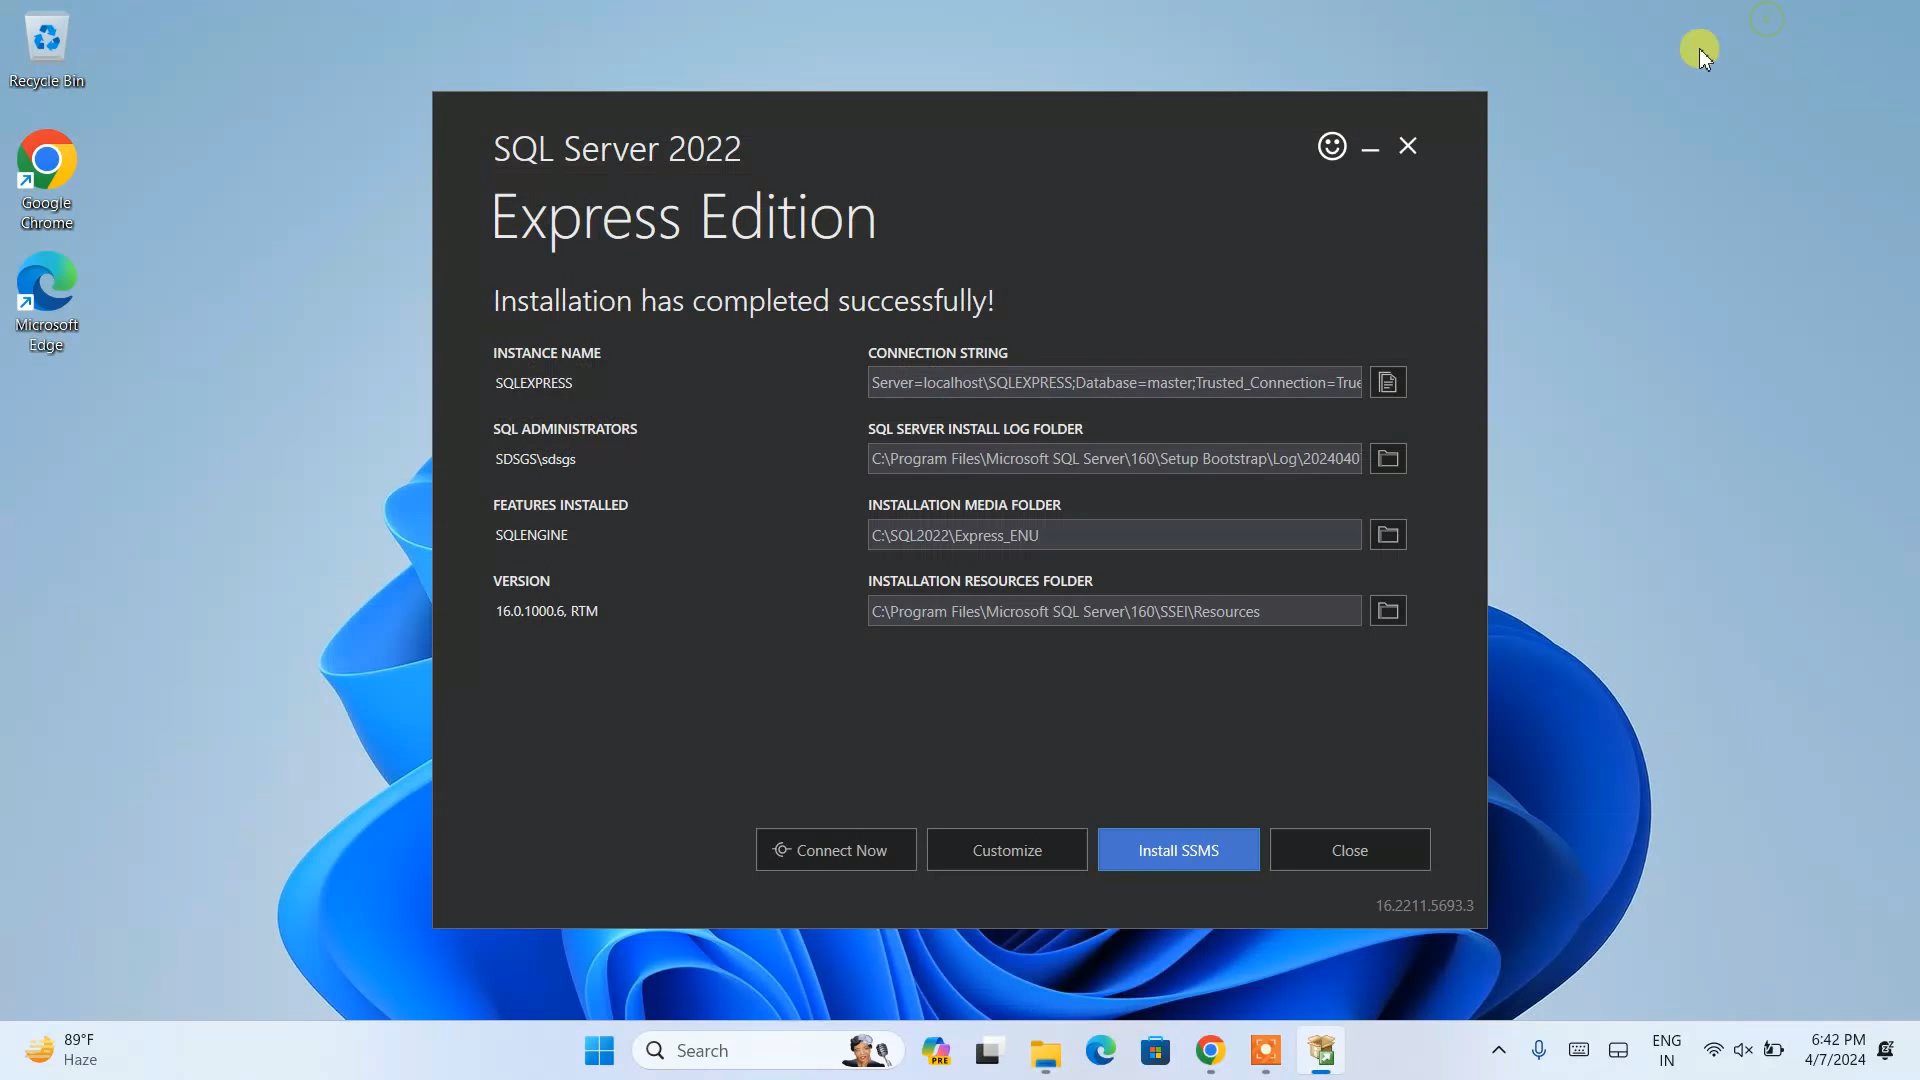 Recycle Bin
Google
Chrome
Microsoft
Edge
SQL Server 2022
Express Edition
Installation has completed successfully!
INSTANCE NAME
SQLEXPRESS
CONNECTION STRING
Server=localhost\SQLEXPRESS;Database=master;Trusted_Connection=True
SQL ADMINISTRATORS
SDSGS\sdsgs
SQL SERVER INSTALL LOG FOLDER
C:\Program Files\Microsoft SQL Server\160\Setup Bootstrap\Log\2024040
FEATURES INSTALLED
SQLENGINE
INSTALLATION MEDIA FOLDER
C:\SQL2022\Express_ENU
VERSION
16.0.1000.6, RTM
INSTALLATION RESOURCES FOLDER
C:\Program Files\Microsoft SQL Server\160\SSEI\Resources
Connect Now
Customize
Install SSMS
Close
16.2211.5693.3
89°F
Haze
Search
PRE
ENG
IN
6:42 PM
4/7/2024